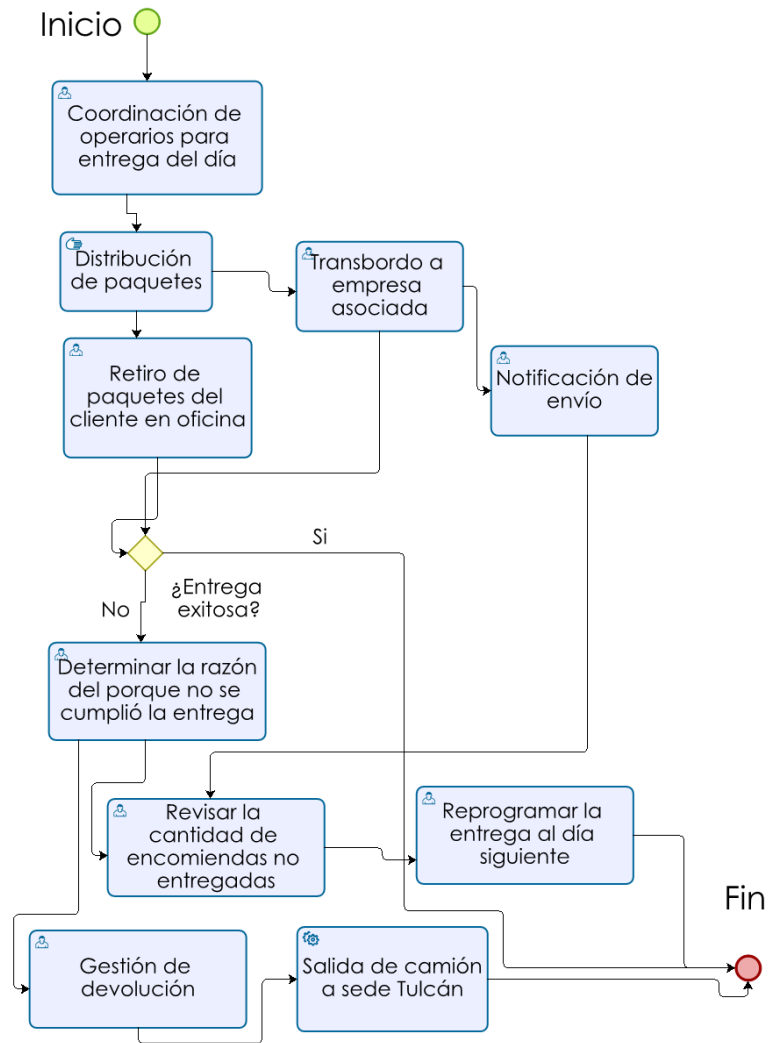 Inicio
Coordinación de
operarios para
entrega del día
Distribución
de paquetes
Transbordo a
empresa
asociada
Retiro de
paquetes del
cliente en oficina
Notificación de
envío
Si
¿Entrega
exitosa?
No
Determinar la razón
del porque no se
cumplió la entrega
Revisar la
cantidad de
encomiendas no
entregadas
Reprogramar la
entrega al día
siguiente
Fin
Gestión de
devolución
Salida de camión
a sede Tulcán